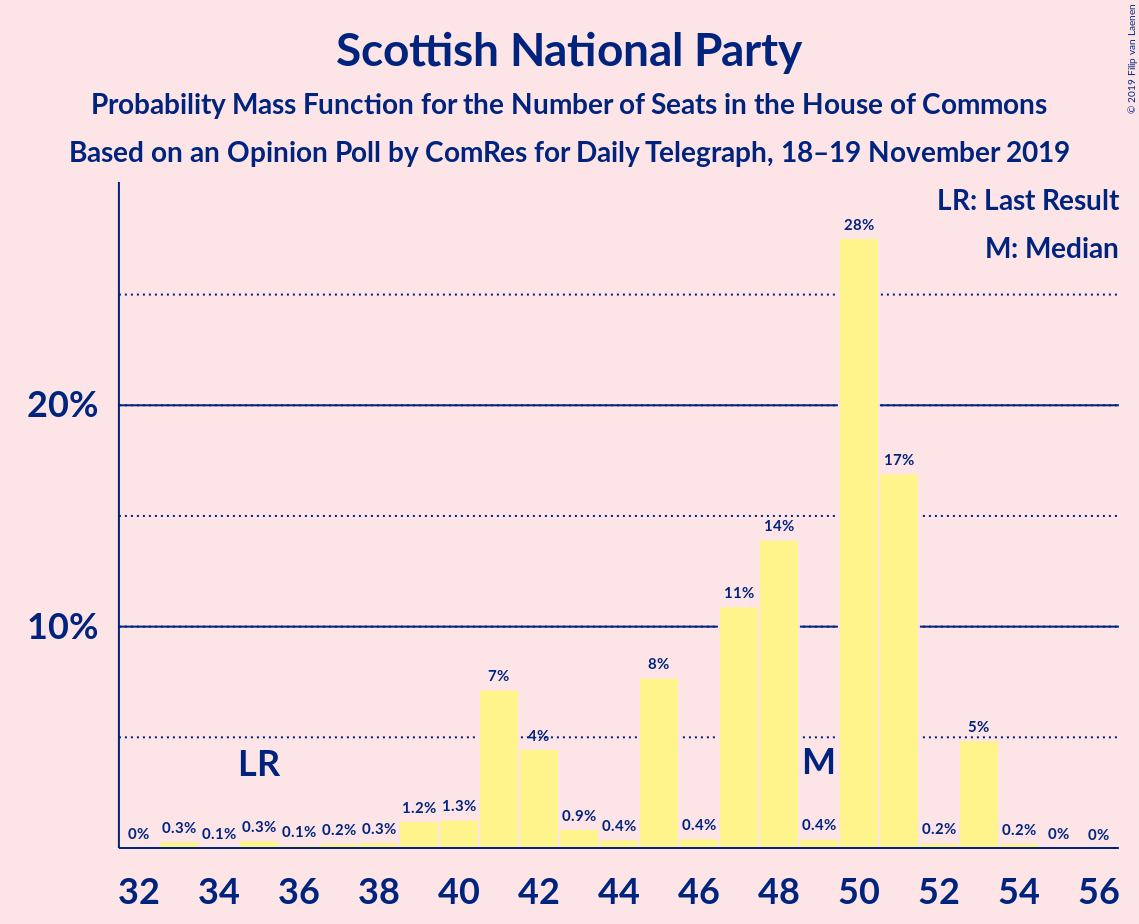 Scottish National Party
Probability Mass Function for the Number of Seats in the House of Commons
Based on an Opinion Poll by ComRes for Daily Telegraph, 18–19 November 2019
© 2019 Filip van Laenen
LR: Last Result
M: Median
20%
10%
0% 0.3% 0.1% 0.3% 0.1% 0.2% 0.3% 1.2% 1.3% 7% 4% 0.9% 0.4% 8% 0.4% 11% 14% 0.4% 28% 17% 0.2% 5% 0.2% 0% 0%
LR M
32 34 36 38 40 42 44 46 48 50 52 54 56